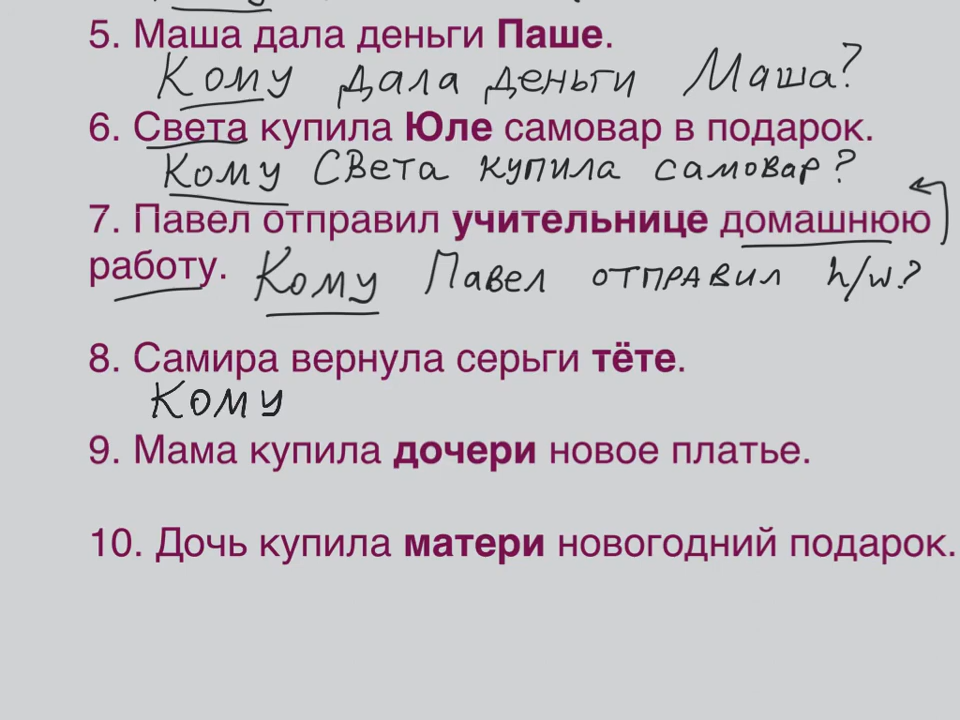 5. Маша дала деньги Паше.
Кому дала деньги Маша?
6. Света купила Юле самовар в подарок.
Кому Света купила самовар?
7. Павел отправил учительнице домашнюю
работу. Кому Павел отправил h/w?
8. Самира вернула серьги тёте.
Кому
9. Мама купила дочери новое платье.
10. Дочь купила матери новогодний подарок.